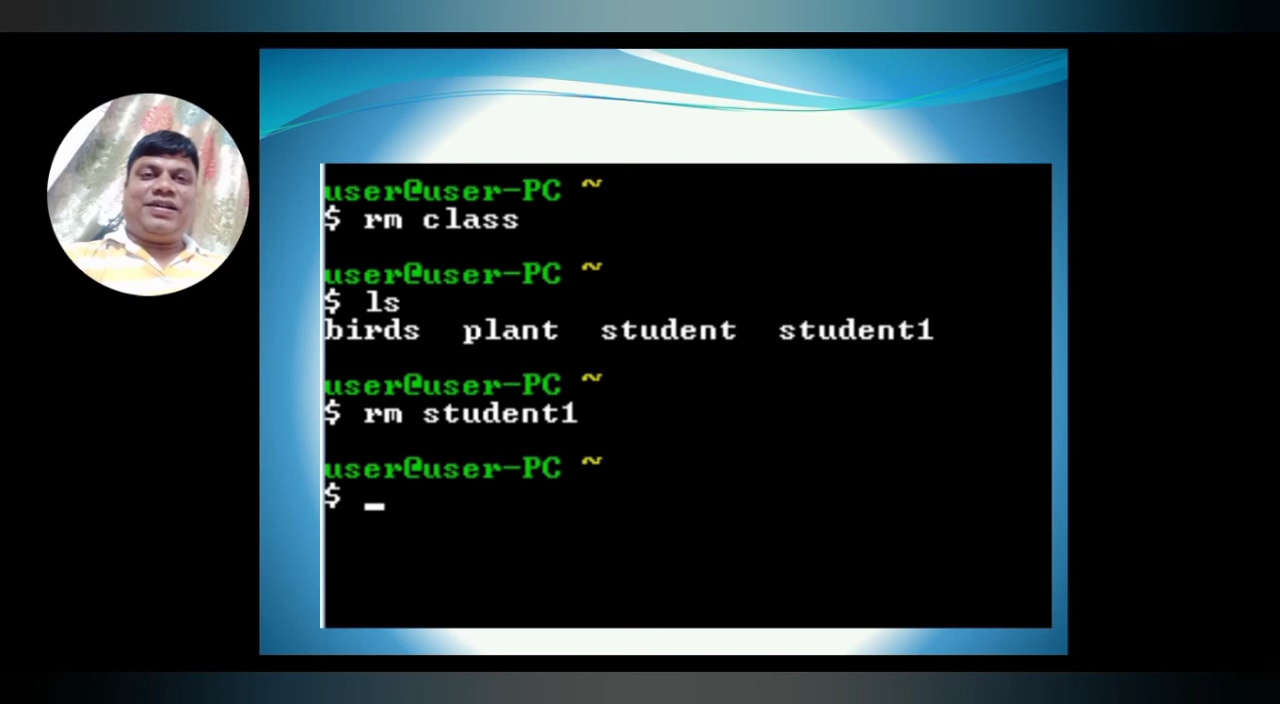 user@user-PC ~
$ rm class
user@user-PC ~
$ ls
birds plant student student1
user@user-PC ~
$ rm student1
user@user-PC ~
$ _